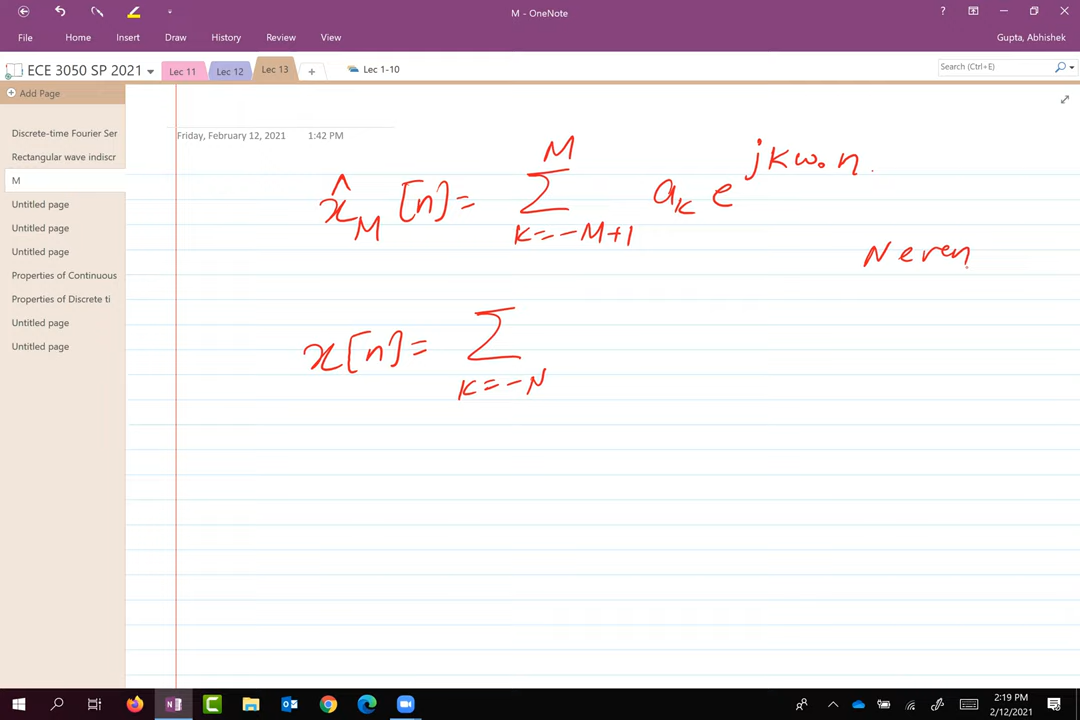 M - OneNote
?
File Home Insert Draw History Review View
Gupta, Abhishek
ECE 3050 SP 2021 Lec 11 Lec 12 Lec 13 + Lec 1-10
Search (Ctrl+E)
Add Page
Discrete-time Fourier Ser
Rectangular wave indiscr
M
Untitled page
Untitled page
Untitled page
Properties of Continuous
Properties of Discrete ti
Untitled page
Untitled page
Friday, February 12, 2021 1:42 PM
x̂_M [n] = ∑_{k=-M+1}^{M} a_k e^{jkω₀n}
N even
x[n] = ∑_{k=-N}
2:19 PM
2/12/2021